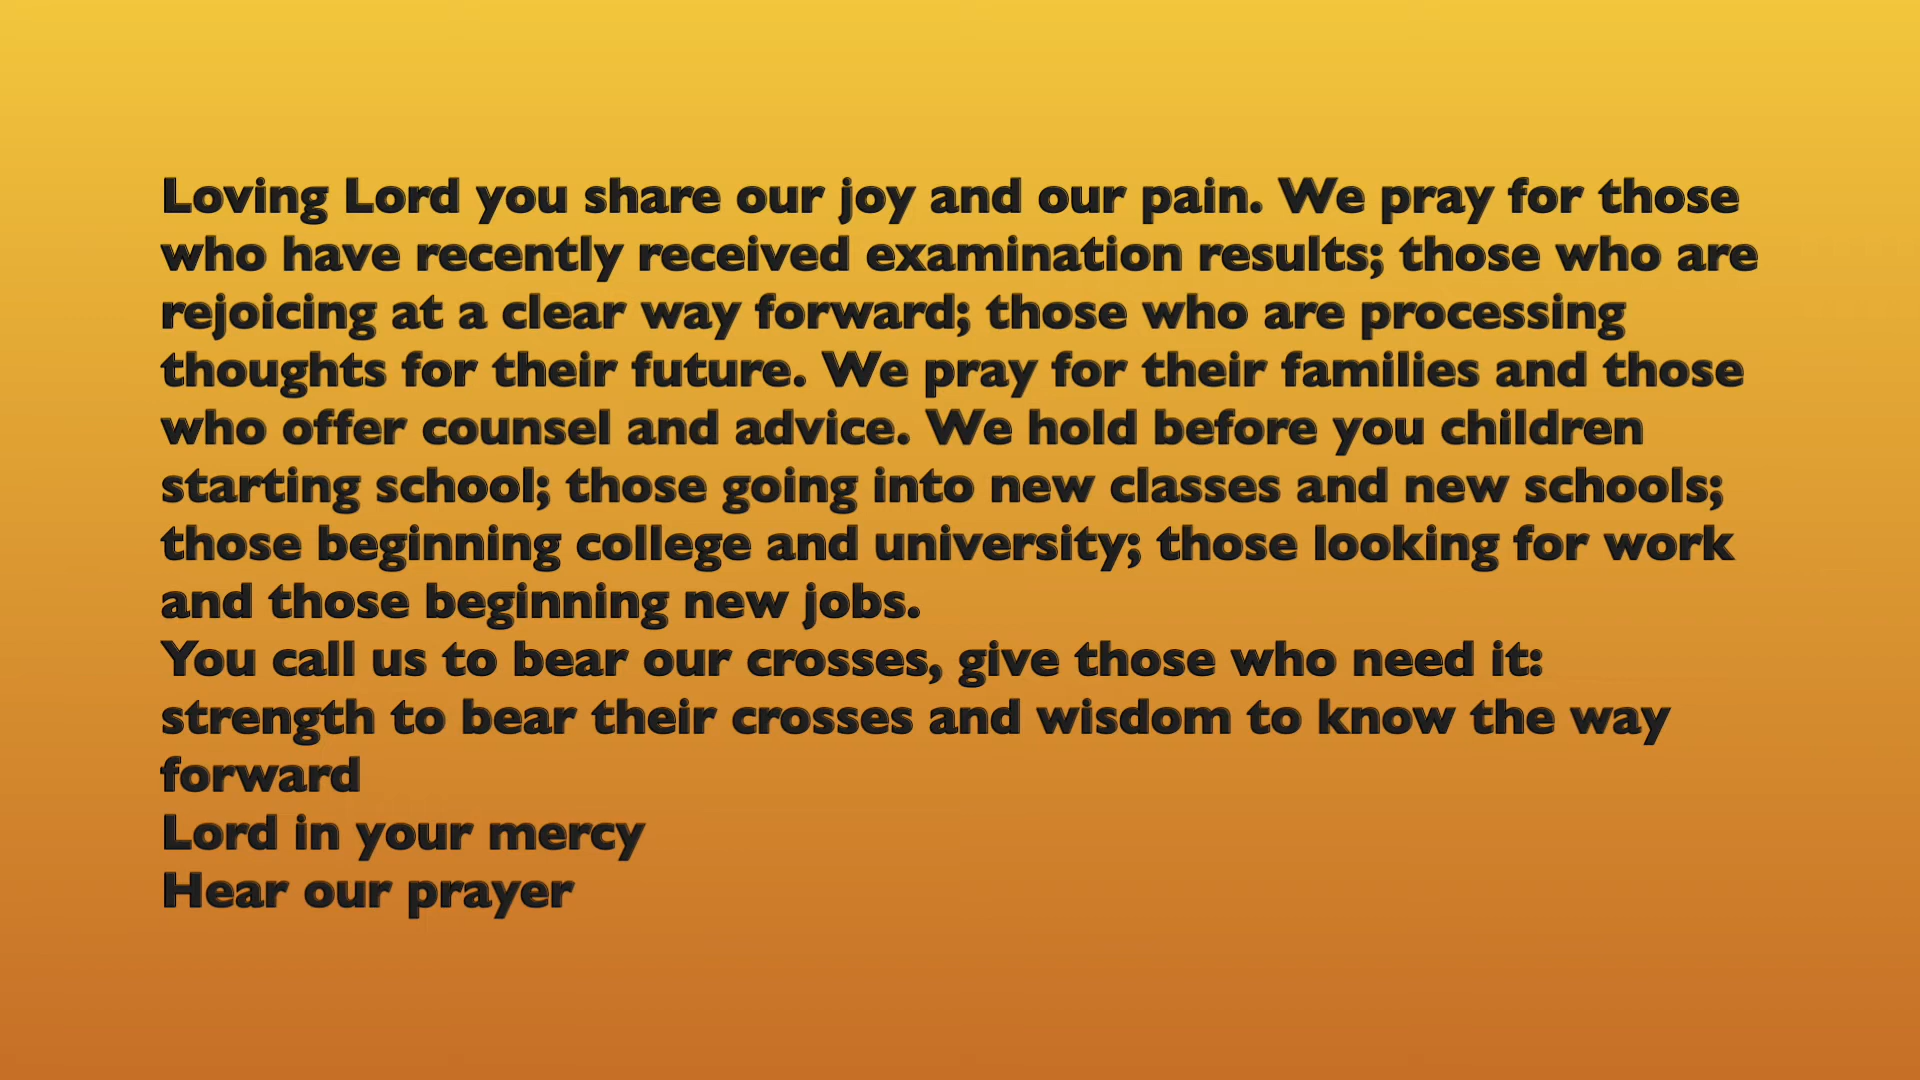 Loving Lord you share our joy and our pain. We pray for those
who have recently received examination results; those who are
rejoicing at a clear way forward; those who are processing
thoughts for their future. We pray for their families and those
who offer counsel and advice. We hold before you children
starting school; those going into new classes and new schools;
those beginning college and university; those looking for work
and those beginning new jobs.
You call us to bear our crosses, give those who need it:
strength to bear their crosses and wisdom to know the way
forward
Lord in your mercy
Hear our prayer